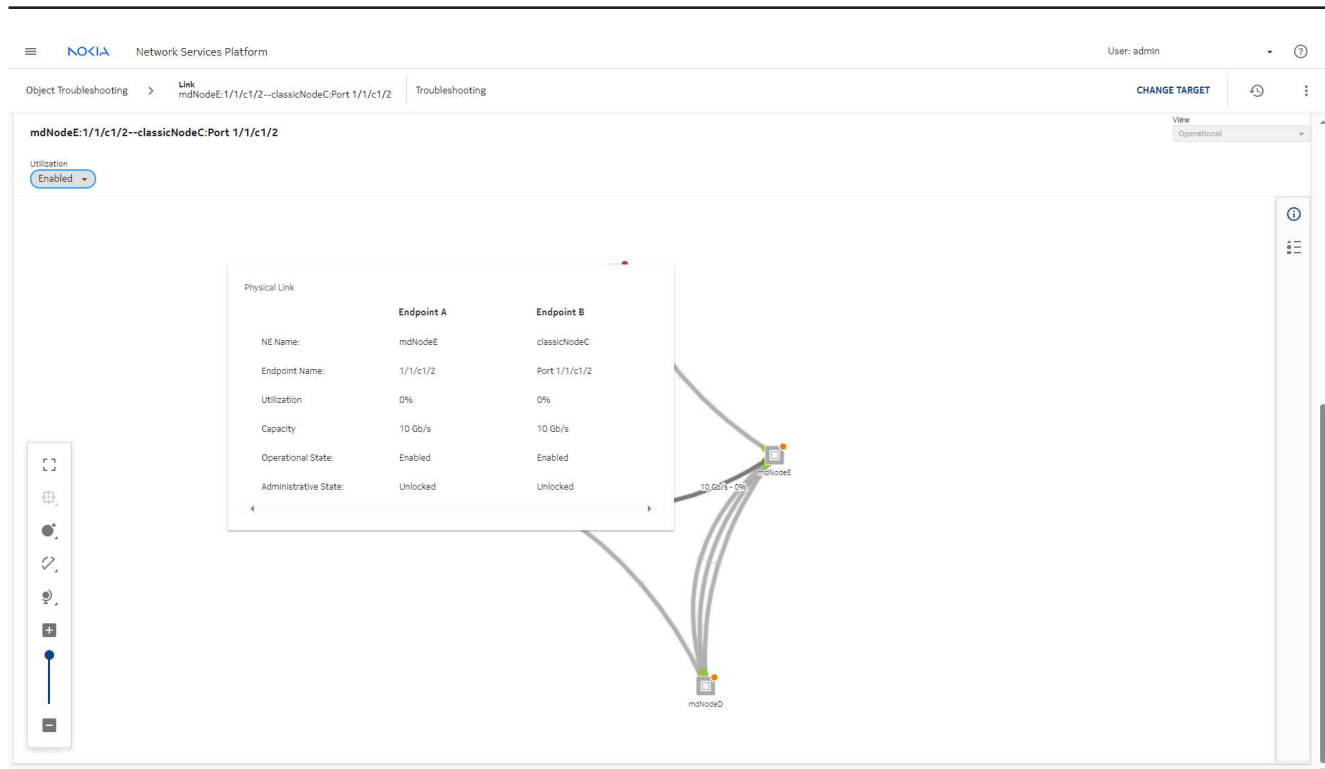 NOKIA Network Services Platform User: admin
Object Troubleshooting > Link Troubleshooting CHANGE TARGET
mdNodeE:1/1/c1/2--classicNodeC:Port 1/1/c1/2
mdNodeE:1/1/c1/2--classicNodeC:Port 1/1/c1/2
View
Operational
Utilization
Enabled
Physical Link
Endpoint A Endpoint B
NE Name: mdNodeE classicNodeC
Endpoint Name: 1/1/c1/2 Port 1/1/c1/2
Utilization 0% 0%
Capacity 10 Gb/s 10 Gb/s
Operational State: Enabled Enabled
Administrative State: Unlocked Unlocked
mdNodeE
10 Gb/s - 0%
mdNodeD